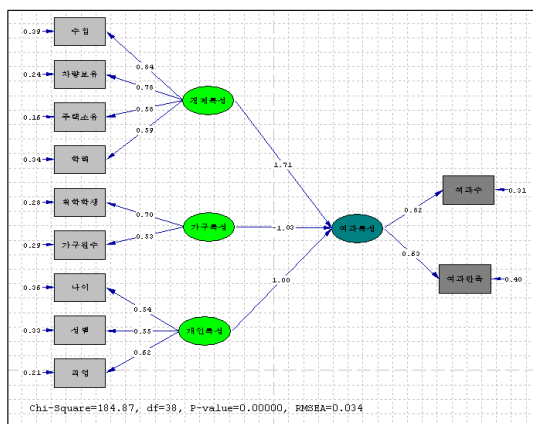 0.39
수입
0.84
0.24
차량보유
0.78
경제특성
0.16
주택소유
0.58
0.34
학력
0.59
1.71
0.28
취학학생
0.70
가구특성
-1.03
0.29
가구원수
0.53
0.36
나이
0.54
0.33
성별
0.55
개인특성
1.00
0.21
직업
0.62
여과특성
0.82
여과수
0.31
0.63
여과만족
0.40
Chi-Square=184.87, df=38, P-value=0.00000, RMSEA=0.034